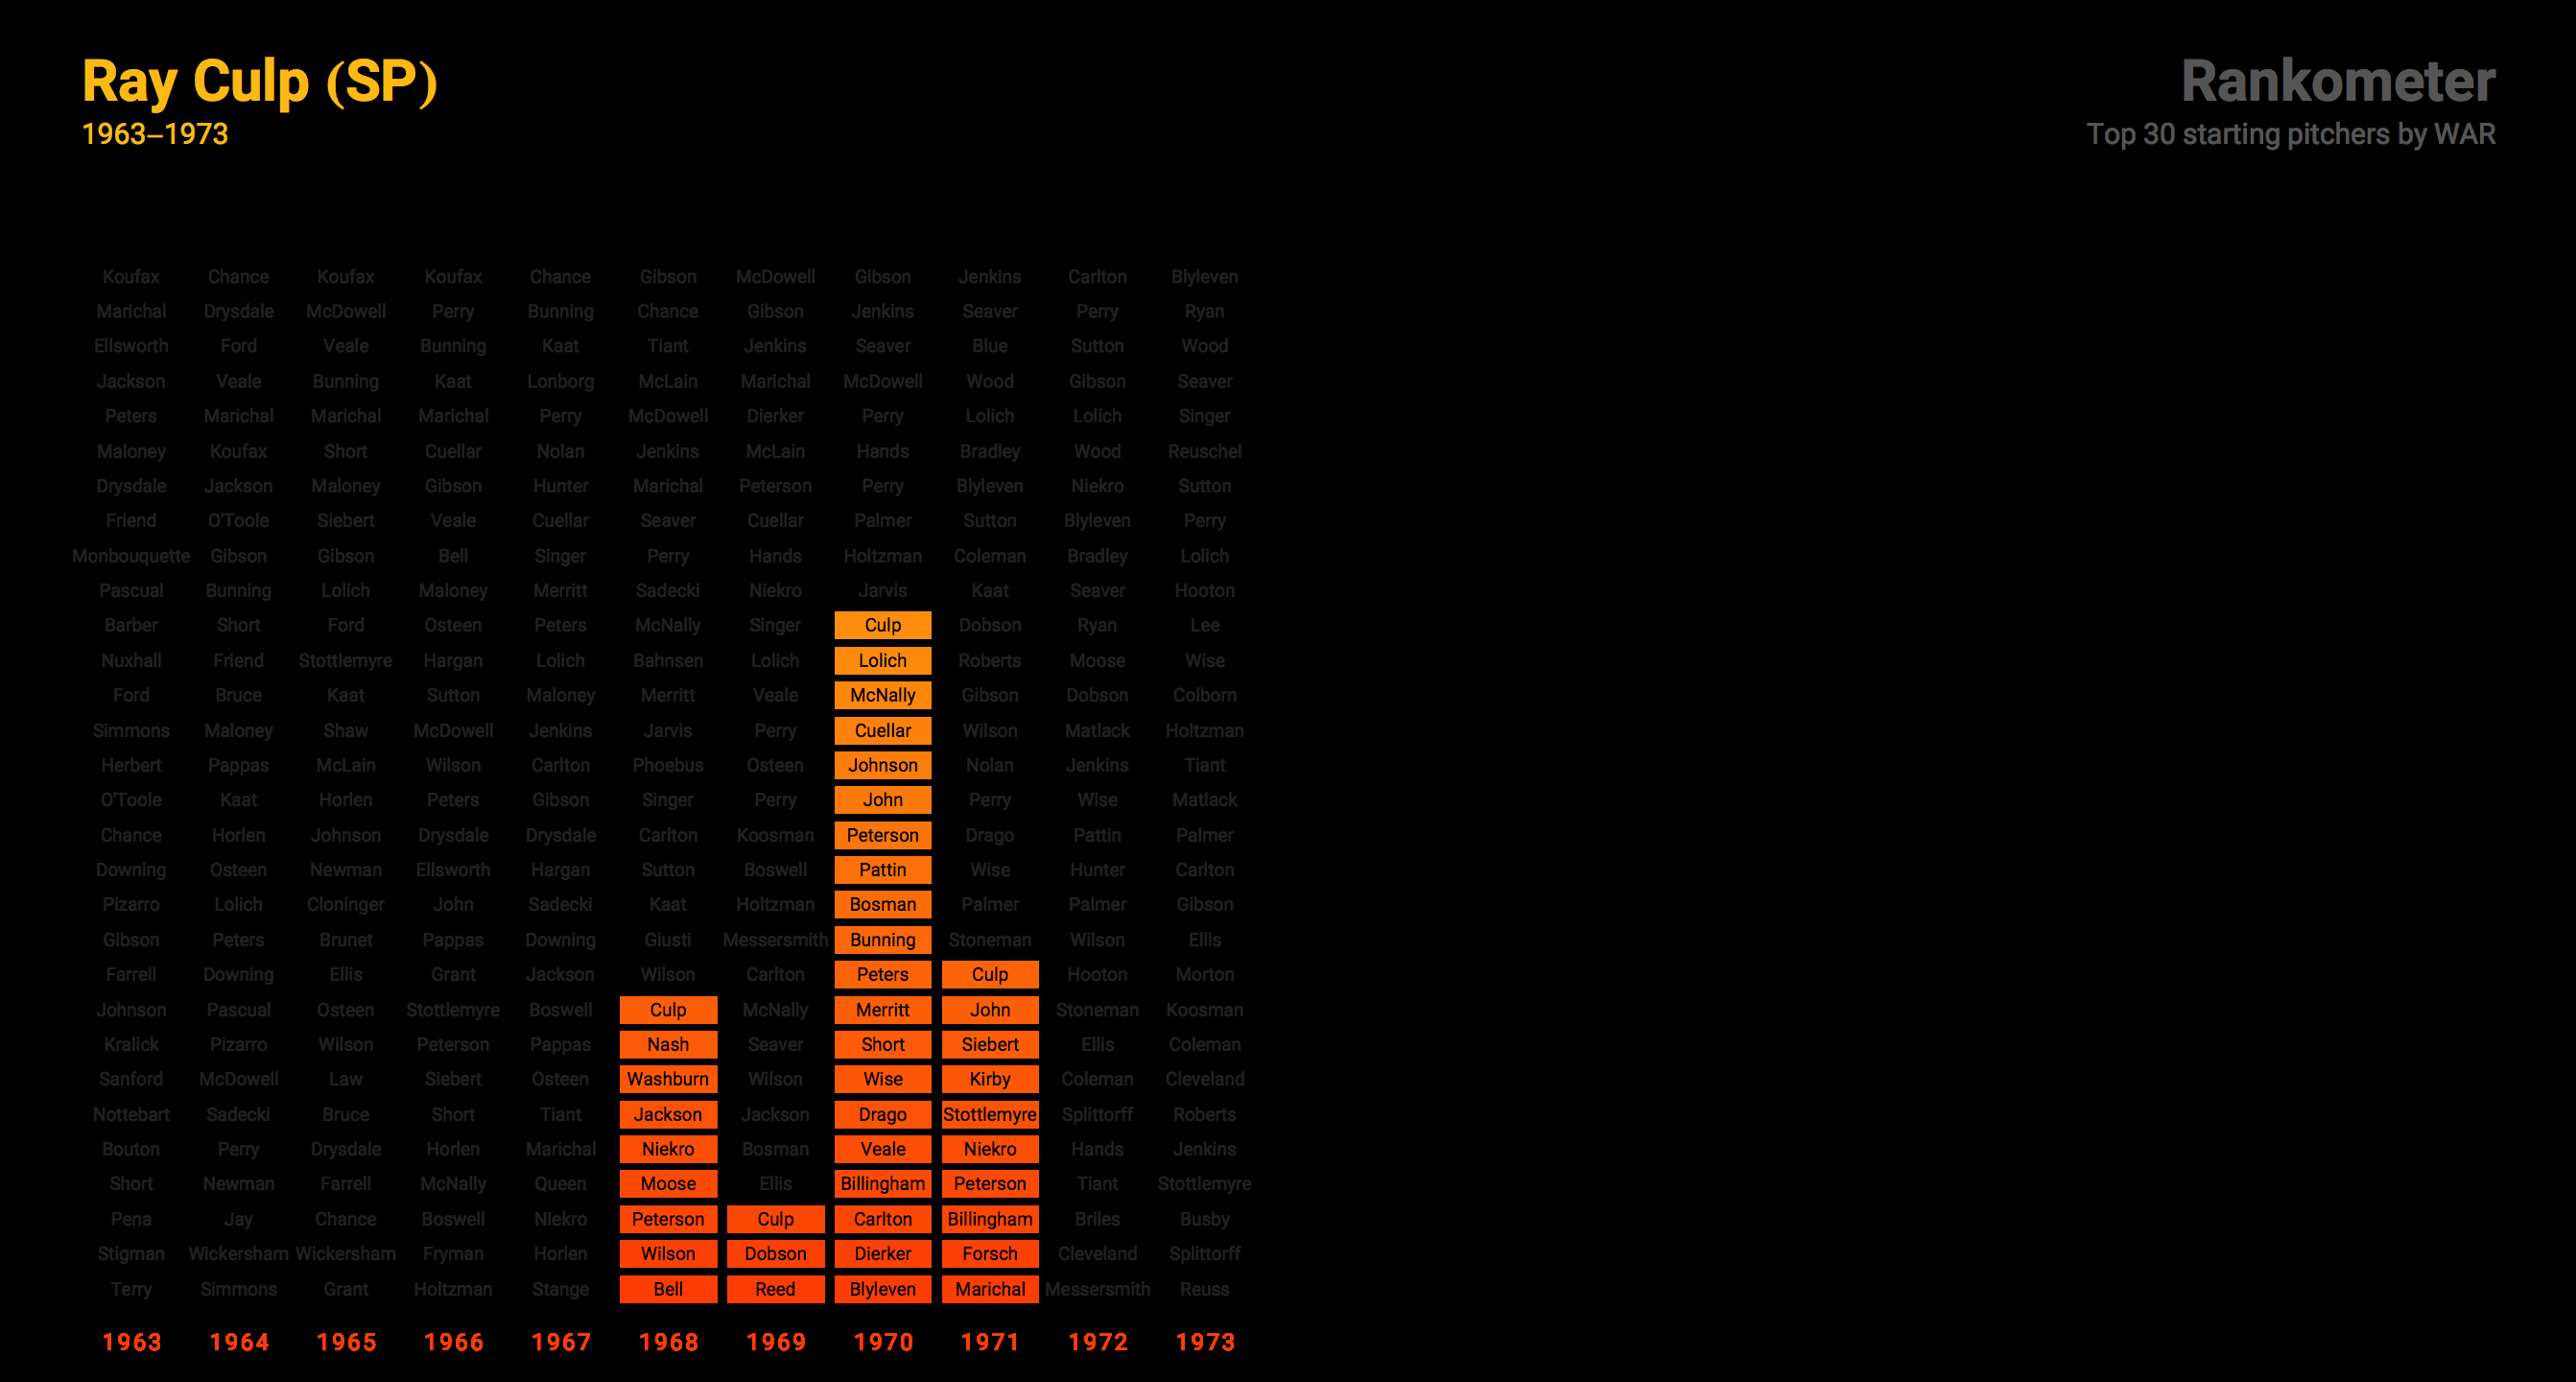 Ray Culp (SP)
1963–1973
Rankometer
Top 30 starting pitchers by WAR
Koufax Chance Koufax Koufax Chance Gibson McDowell Gibson Jenkins Carlton Blyleven
Marichal Drysdale McDowell Perry Bunning Chance Gibson Jenkins Seaver Perry Ryan
Ellsworth Ford Veale Bunning Kaat Tiant Jenkins Seaver Blue Sutton Wood
Jackson Veale Bunning Kaat Lonborg McLain Marichal McDowell Wood Gibson Seaver
Peters Marichal Marichal Marichal Perry McDowell Dierker Perry Lolich Lolich Singer
Maloney Koufax Short Cuellar Nolan Jenkins McLain Hands Bradley Wood Reuschel
Drysdale Jackson Maloney Gibson Hunter Marichal Peterson Perry Blyleven Niekro Sutton
Friend O'Toole Siebert Veale Cuellar Seaver Cuellar Palmer Sutton Blyleven Perry
Monbouquette Gibson Gibson Bell Singer Perry Hands Holtzman Coleman Bradley Lolich
Pascual Bunning Lolich Maloney Merritt Sadecki Niekro Jarvis Kaat Seaver Hooton
Barber Short Ford Osteen Peters McNally Singer Culp Dobson Ryan Lee
Nuxhall Friend Stottlemyre Hargan Lolich Bahnsen Lolich Lolich Roberts Moose Wise
Ford Bruce Kaat Sutton Maloney Merritt Veale McNally Gibson Dobson Colborn
Simmons Maloney Shaw McDowell Jenkins Jarvis Perry Cuellar Wilson Matlack Holtzman
Herbert Pappas McLain Wilson Carlton Phoebus Osteen Johnson Nolan Jenkins Tiant
O'Toole Kaat Horlen Peters Gibson Singer Perry John Perry Wise Matlack
Chance Horlen Johnson Drysdale Drysdale Carlton Koosman Peterson Drago Pattin Palmer
Downing Osteen Newman Ellsworth Hargan Sutton Boswell Pattin Wise Hunter Carlton
Pizarro Lolich Cloninger John Sadecki Kaat Holtzman Bosman Palmer Palmer Gibson
Gibson Peters Brunet Pappas Downing Giusti Messersmith Bunning Stoneman Wilson Ellis
Farrell Downing Ellis Grant Jackson Wilson Carlton Peters Culp Hooton Morton
Johnson Pascual Osteen Stottlemyre Boswell Culp McNally Merritt John Stoneman Koosman
Kralick Pizarro Wilson Peterson Pappas Nash Seaver Short Siebert Ellis Coleman
Sanford McDowell Law Siebert Osteen Washburn Wilson Wise Kirby Coleman Cleveland
Nottebart Sadecki Bruce Short Tiant Jackson Jackson Drago Stottlemyre Splittorff Roberts
Bouton Perry Drysdale Horlen Marichal Niekro Bosman Veale Niekro Hands Jenkins
Short Newman Farrell McNally Queen Moose Ellis Billingham Peterson Tiant Stottlemyre
Pena Jay Chance Boswell Niekro Peterson Culp Carlton Billingham Briles Busby
Stigman Wickersham Wickersham Fryman Horlen Wilson Dobson Dierker Forsch Cleveland Splittorff
Terry Simmons Grant Holtzman Stange Bell Reed Blyleven Marichal Messersmith Reuss
1963 1964 1965 1966 1967 1968 1969 1970 1971 1972 1973